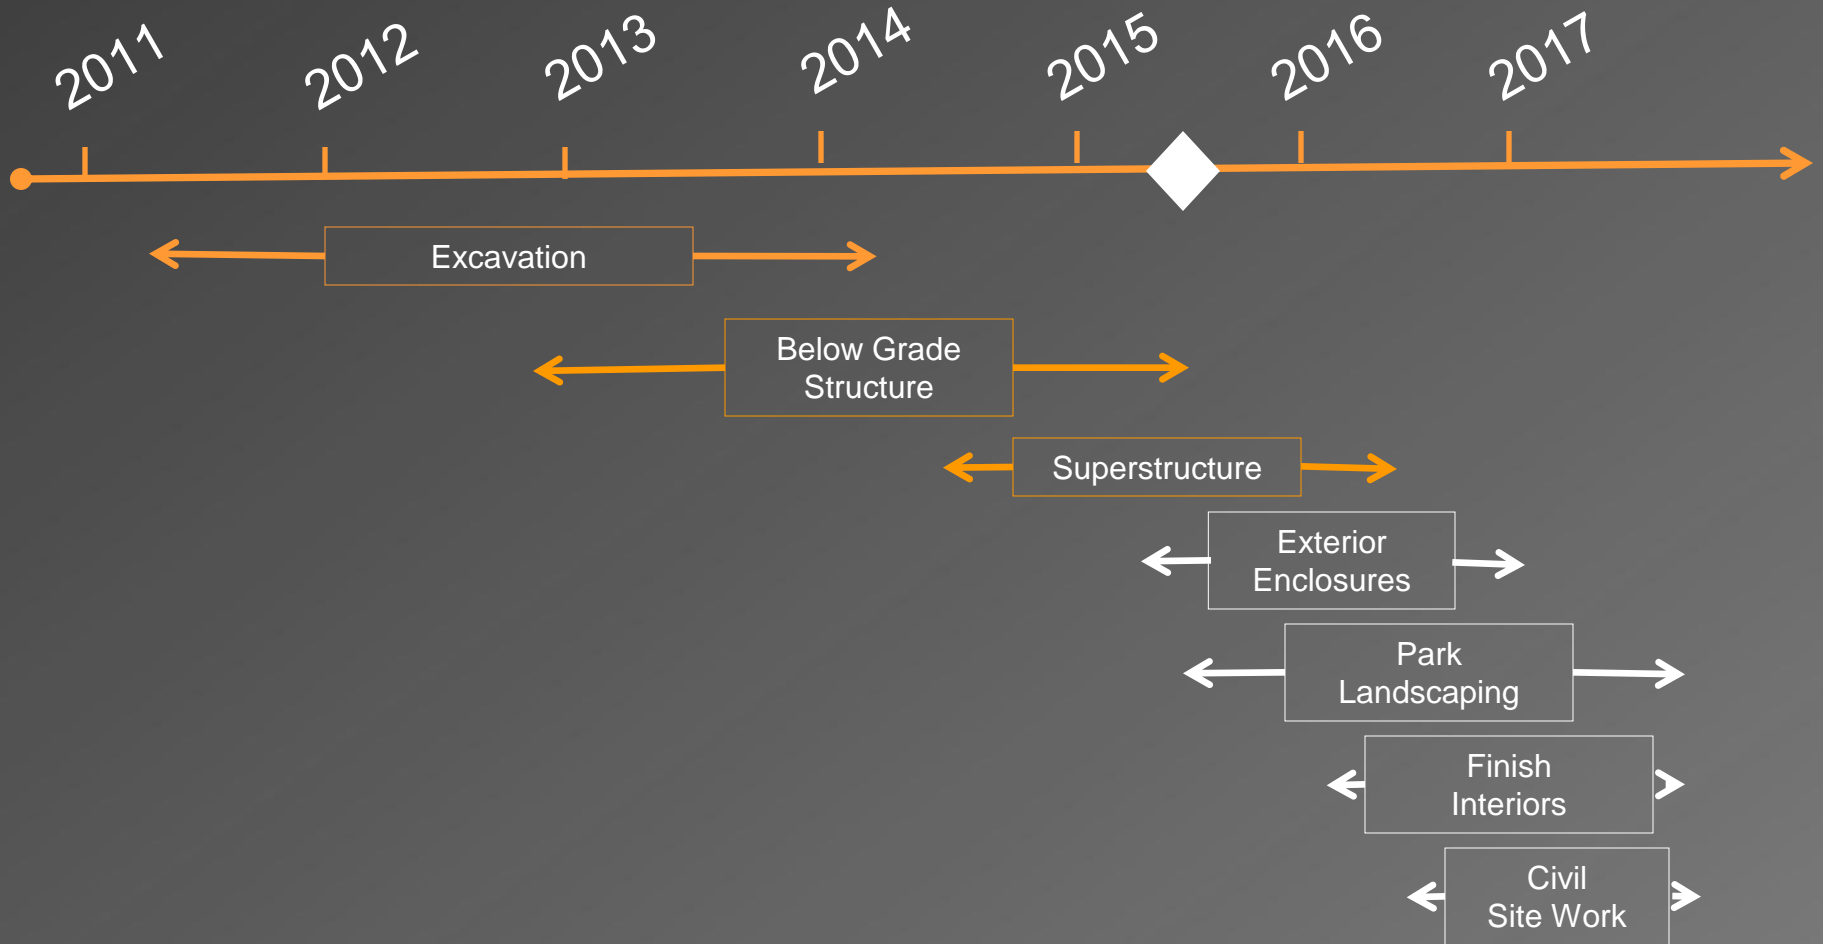 2011
2012
2013
2014
2015
2016
2017
Excavation
Below Grade
Structure
Superstructure
Exterior
Enclosures
Park
Landscaping
Finish
Interiors
Civil
Site Work